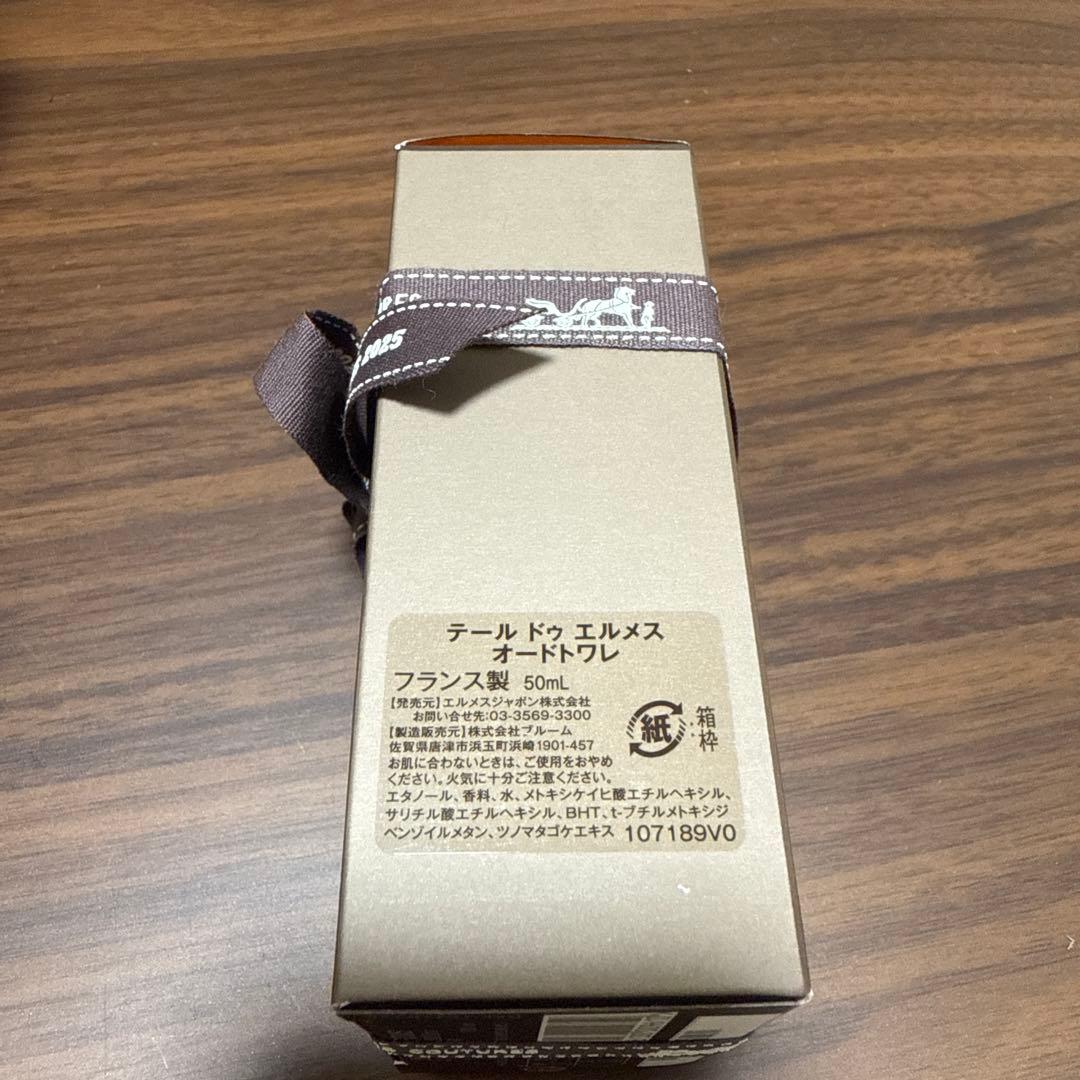 2025
テール ドゥ エルメス
オードトワレ
フランス製 50mL
【発売元】エルメスジャポン株式会社
お問い合せ先:03-3569-3300
【製造販売元】株式会社ブルーム
佐賀県唐津市浜玉町浜崎1901-457
お肌に合わないときは、ご使用をおやめ
ください。火気に十分ご注意ください。
エタノール、香料、水、メトキシケイヒ酸エチルヘキシル、
サリチル酸エチルヘキシル、BHT、t-ブチルメトキシジ
ベンゾイルメタン、ツノマタゴケエキス 107189V0
紙
箱
枠
COUTURES